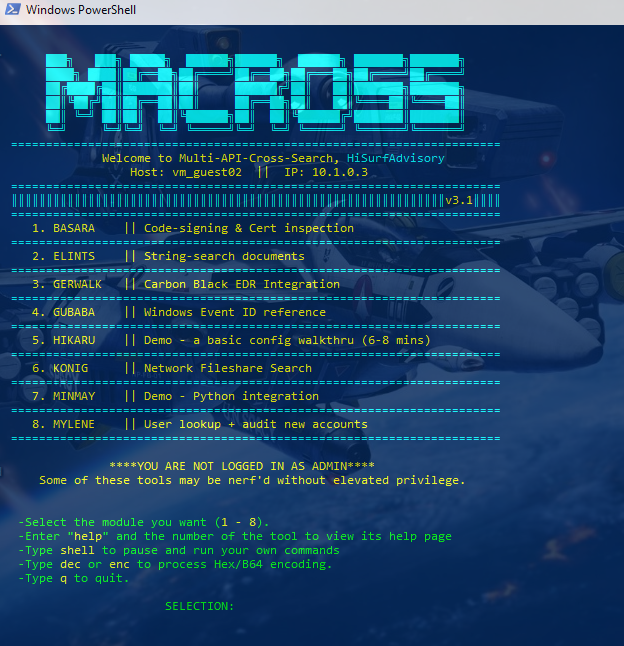 Windows PowerShell
MACROSS
Welcome to Multi-API-Cross-Search, HiSurfAdvisory
Host: vm_guest02 || IP: 10.1.0.3
v3.1
1. BASARA || Code-signing & Cert inspection
2. ELINTS || String-search documents
3. GERWALK || Carbon Black EDR Integration
4. GUBABA || Windows Event ID reference
5. HIKARU || Demo - a basic config walkthru (6-8 mins)
6. KONIG || Network Fileshare Search
7. MINMAY || Demo - Python integration
8. MYLENE || User lookup + audit new accounts
****YOU ARE NOT LOGGED IN AS ADMIN****
Some of these tools may be nerf'd without elevated privilege.
-Select the module you want (1 - 8).
-Enter "help" and the number of the tool to view its help page
-Type shell to pause and run your own commands
-Type dec or enc to process Hex/B64 encoding.
-Type q to quit.
SELECTION: